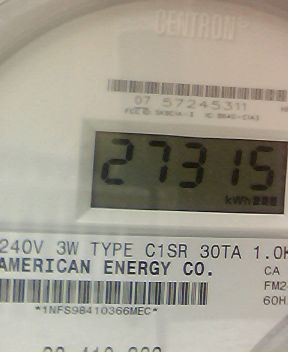 CENTRON®
07 57245311
27315
kWh
240V 3W TYPE C1SR 30TA 1.0K
AMERICAN ENERGY CO.
CA
FM2
60H
*1NFS98410366MEC*